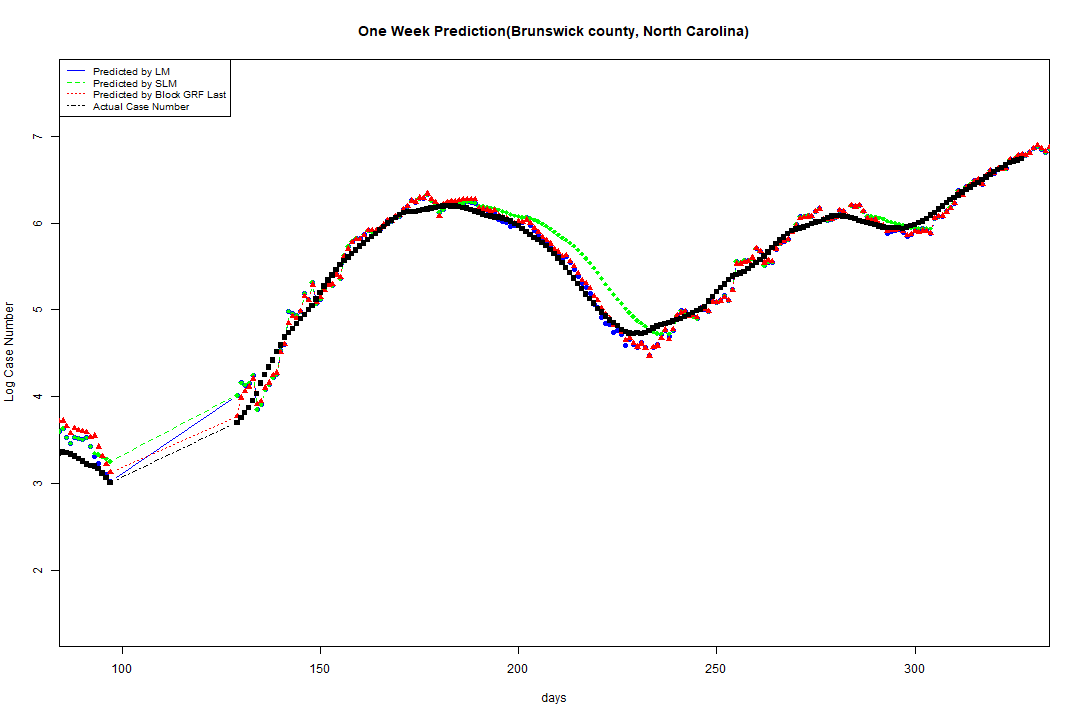 One Week Prediction(Brunswick county, North Carolina)
Predicted by LM
Predicted by SLM
Predicted by Block GRF Last
Actual Case Number
7
6
5
4
3
2
Log Case Number
100 150 200 250 300
days